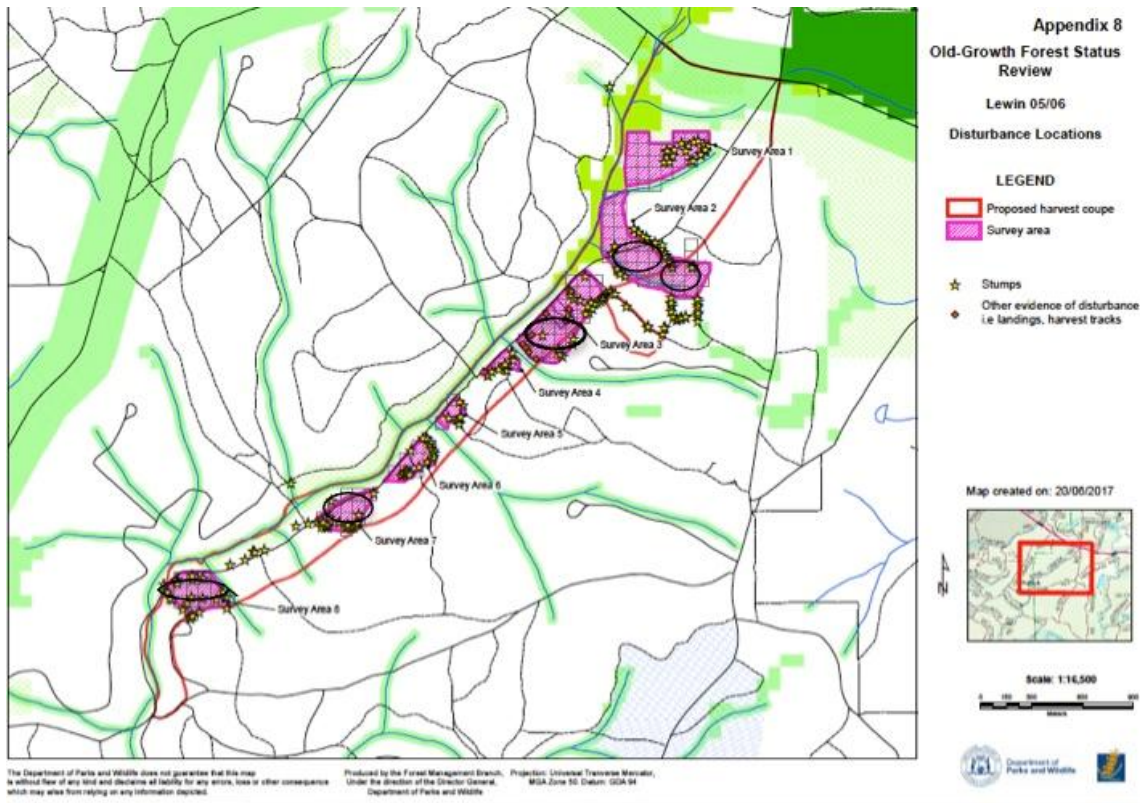 Appendix 8
Old-Growth Forest Status
Review
Lewin 05/06
Disturbance Locations
LEGEND
Proposed harvest coupe
Survey area
Stumps
Other evidence of disturbance
i.e landings, harvest tracks
Survey Area 1
Survey Area 2
Survey Area 3
Survey Area 4
Survey Area 5
Survey Area 6
Survey Area 7
Survey Area 8
Map created on: 20/06/2017
N
Scale: 1:16,500
Meters
Department of
Parks and Wildlife
The Department of Parks and Wildlife does not guarantee that this map
is without flaw of any kind and disclaims all liability for any errors, loss or other consequence
which may arise from relying on any information depicted.
Produced by the Forest Management Branch,
Under the direction of the Director General,
Department of Parks and Wildlife
Projection: Universal Tranverse Mercator,
MGA Zone 50. Datum: GDA 94